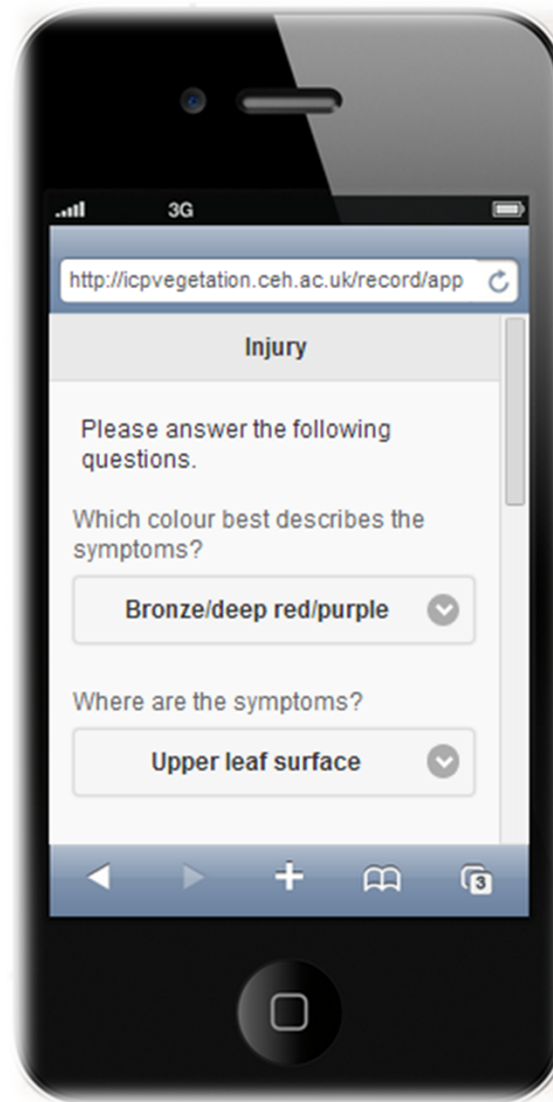 3G
http://icpvegetation.ceh.ac.uk/record/app
Injury
Please answer the following
questions.
Which colour best describes the
symptoms?
Bronze/deep red/purple
Where are the symptoms?
Upper leaf surface
3